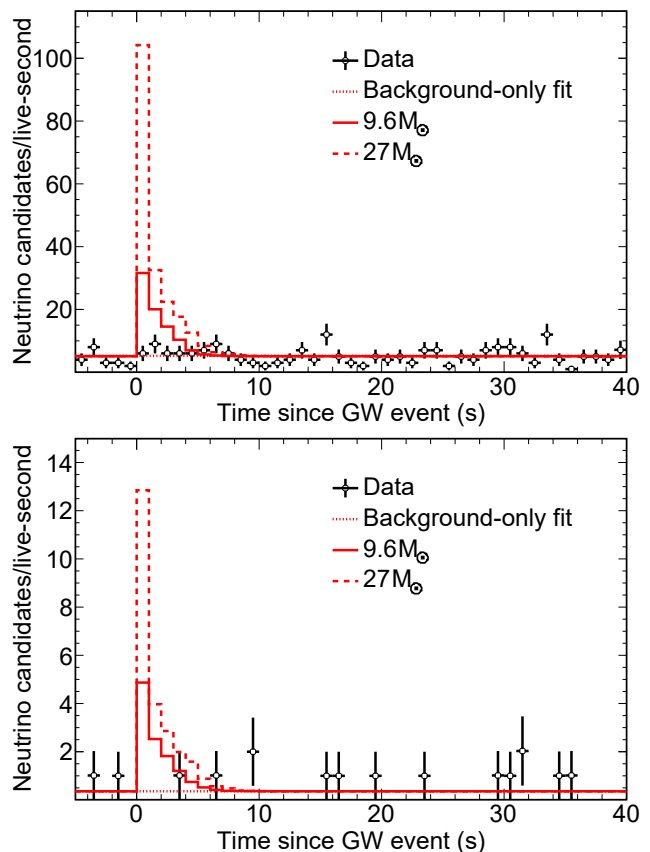 100
80
60
40
20
Neutrino candidates/live-second
Data
Background-only fit
9.6M☉
27M☉
0 10 20 30 40
Time since GW event (s)
14
12
10
8
6
4
2
Neutrino candidates/live-second
Data
Background-only fit
9.6M☉
27M☉
0 10 20 30 40
Time since GW event (s)